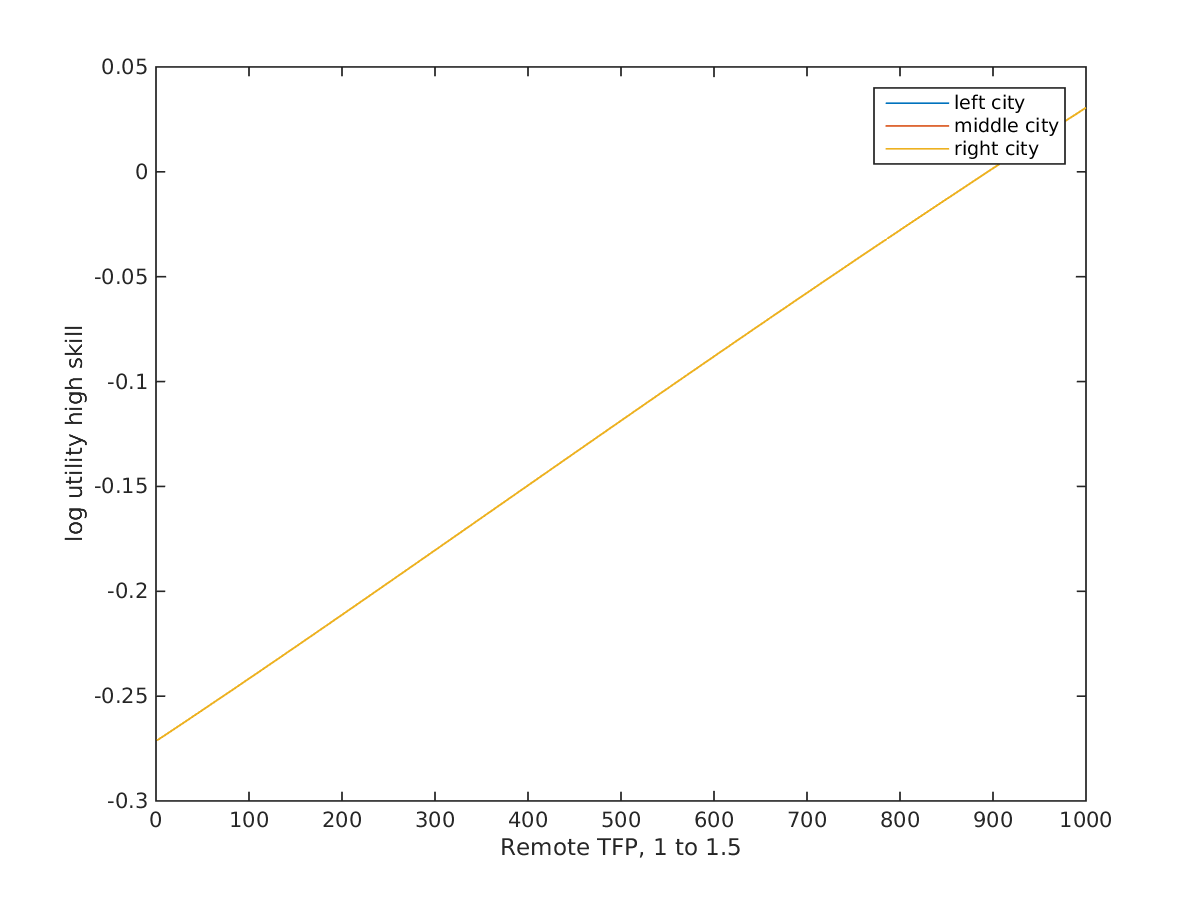 0.05
0
-0.05
-0.1
-0.15
-0.2
-0.25
-0.3
log utility high skill
left city
middle city
right city
0 100 200 300 400 500 600 700 800 900 1000
Remote TFP, 1 to 1.5